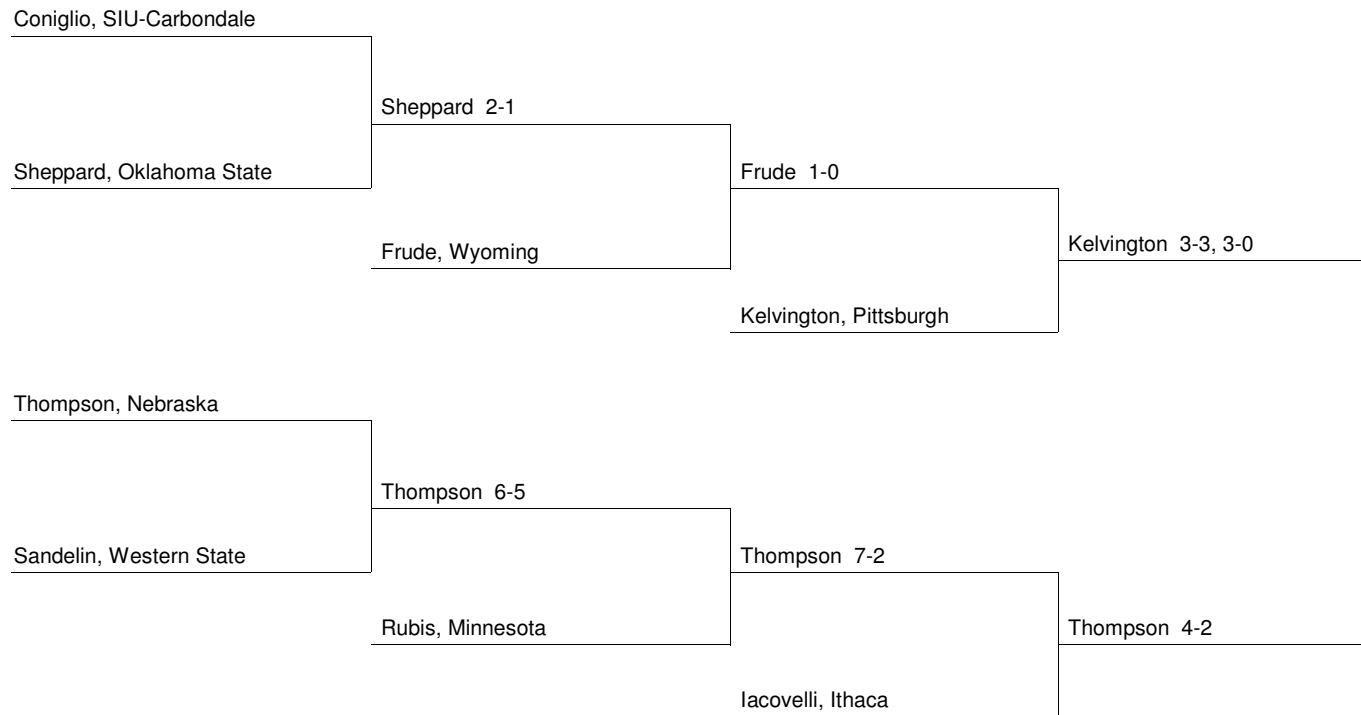 Coniglio, SIU-Carbondale
Sheppard 2-1
Sheppard, Oklahoma State
Frude 1-0
Frude, Wyoming
Kelvington 3-3, 3-0
Kelvington, Pittsburgh
Thompson, Nebraska
Thompson 6-5
Sandelin, Western State
Thompson 7-2
Rubis, Minnesota
Thompson 4-2
Iacovelli, Ithaca